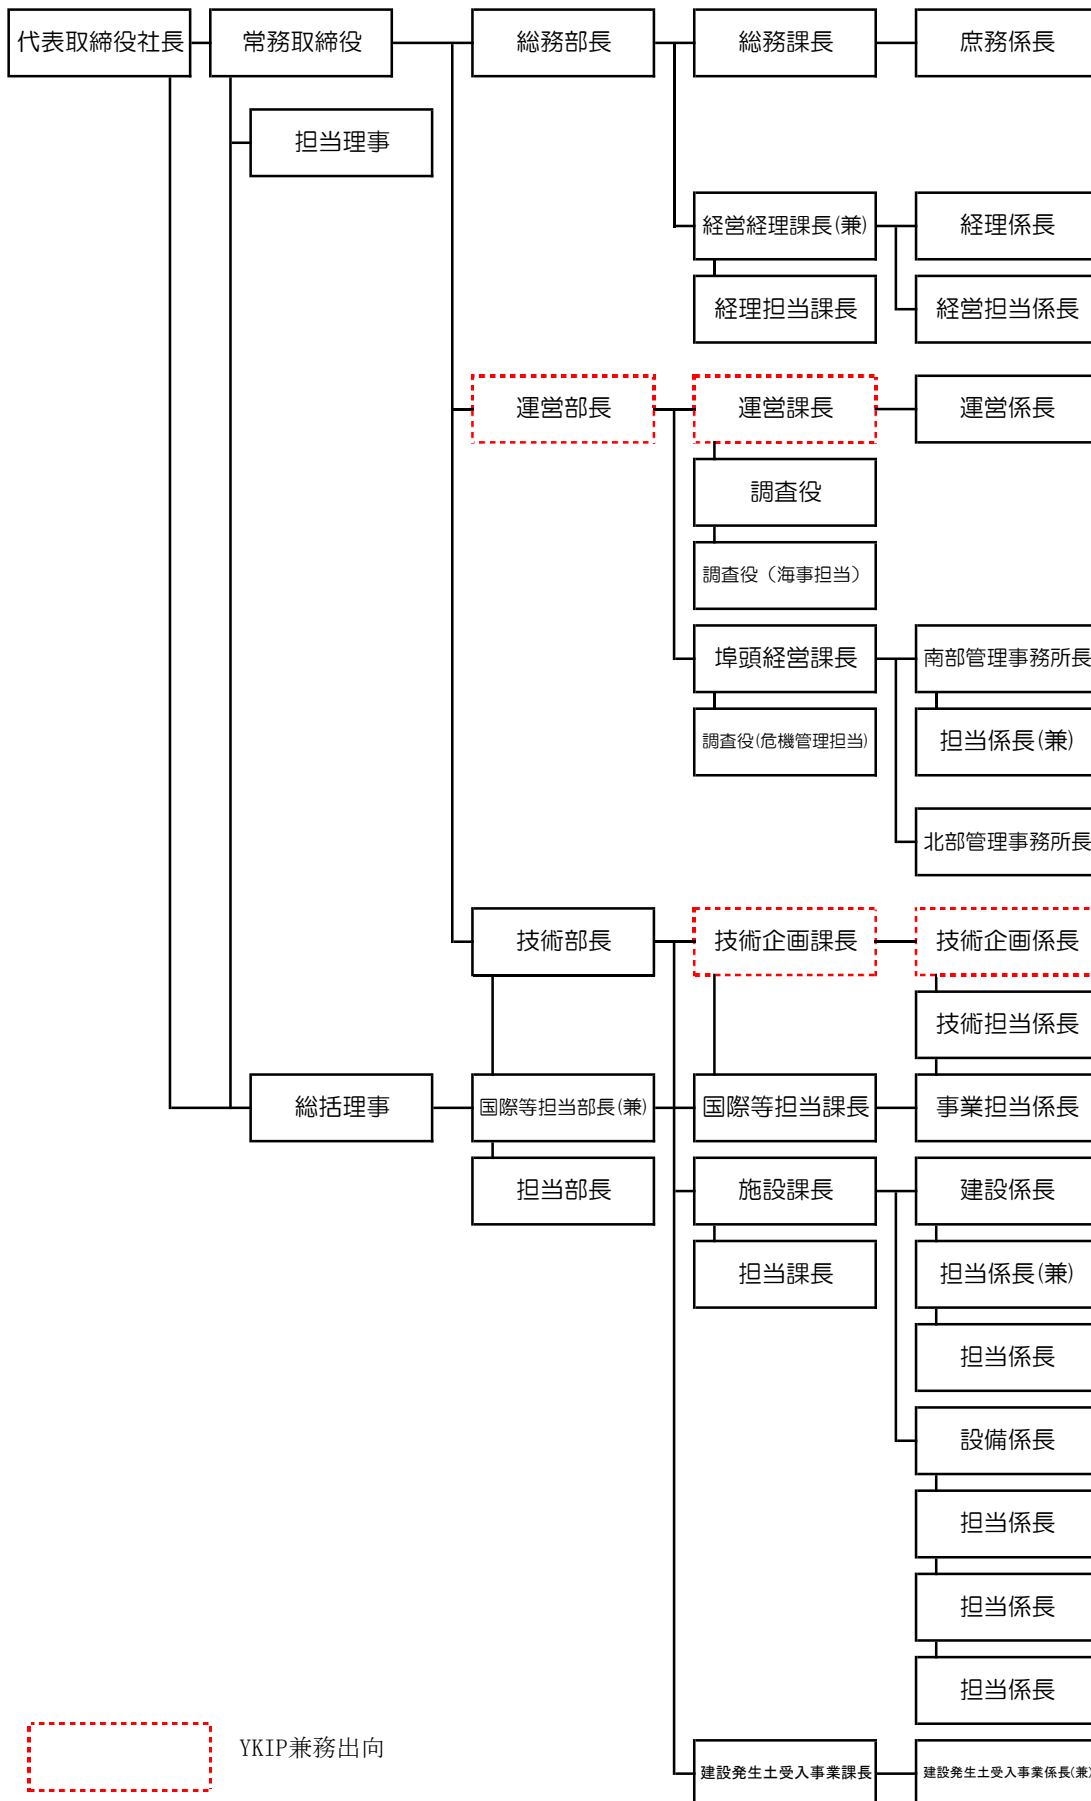 代表取締役社長
常務取締役
総務部長
総務課長
庶務係長
担当理事
経営経理課長(兼)
経理係長
経理担当課長
経営担当係長
運営部長
運営課長
運営係長
調査役
調査役（海事担当）
埠頭経営課長
南部管理事務所長
調査役(危機管理担当)
担当係長(兼)
北部管理事務所長
技術部長
技術企画課長
技術企画係長
技術担当係長
総括理事
国際等担当部長(兼)
国際等担当課長
事業担当係長
担当部長
施設課長
建設係長
担当課長
担当係長(兼)
担当係長
設備係長
担当係長
担当係長
担当係長
YKIP兼務出向
建設発生土受入事業課長
建設発生土受入事業係長(兼)